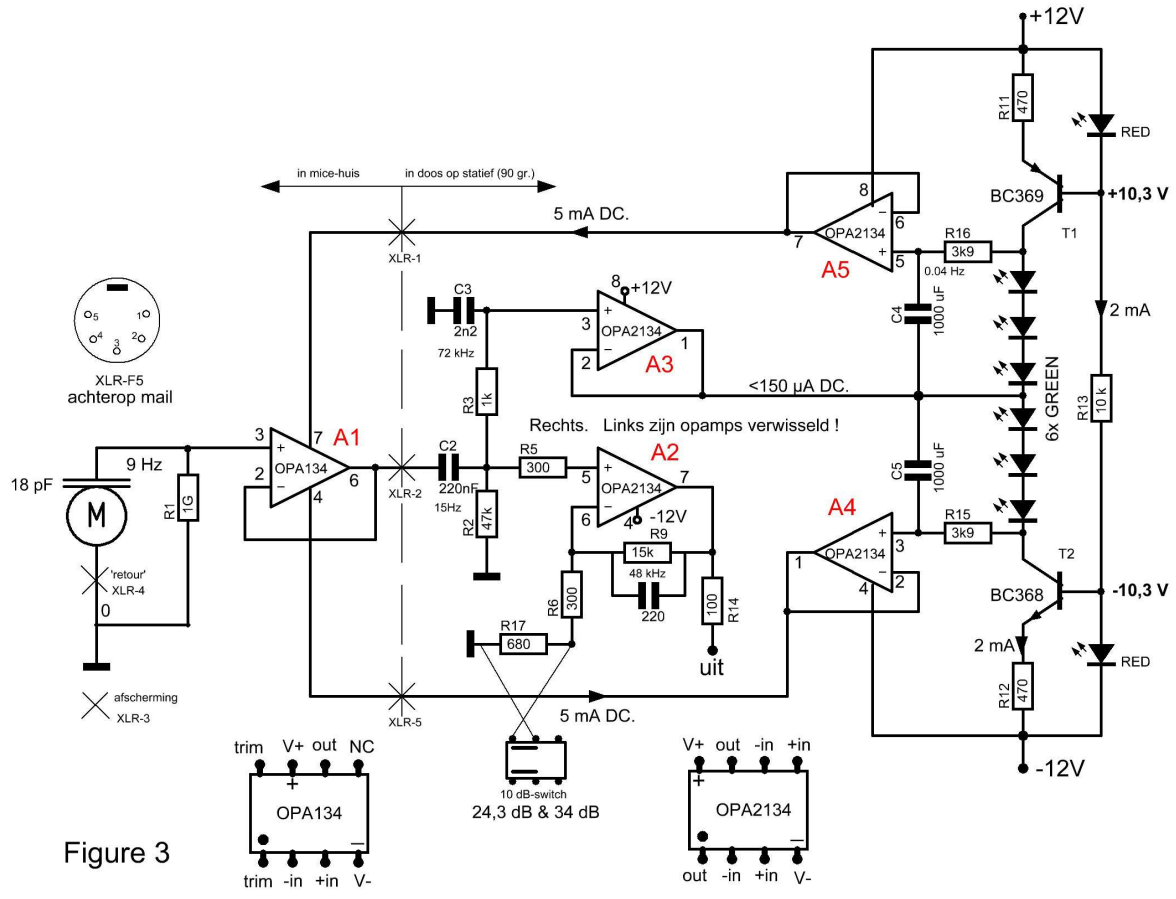 +12V
R11
470
RED
in mice-huis
in doos op statief (90 gr.)
8
BC369
+10,3 V
5 mA DC.
7
OPA2134
−
6
+
5
R16
3k9
T1
XLR-1
A5
0.04 Hz
5
1
4
2
3
XLR-F5
achterop mail
C3
2n2
8
+12V
3
+
OPA2134
−
2
1
72 kHz
A3
C4
1000 uF
2 mA
<150 µA DC.
R3
1k
6x GREEN
R13
10 k
Rechts. Links zijn opamps verwisseld !
3
7
A1
9 Hz
+
2
OPA134
−
4
6
18 pF
M
R1
1G
C2
220nF
15Hz
XLR-2
R5
300
A2
+
5
OPA2134
7
−
6
4
-12V
R2
47k
C5
1000 uF
A4
R15
3k9
+
3
1
OPA2134
−
2
4
T2
R9
15k
48 kHz
220
R6
300
100
R14
BC368
-10,3 V
'retour'
XLR-4
0
R17
680
uit
2 mA
RED
R12
470
afscherming
XLR-3
XLR-5
5 mA DC.
-12V
trim V+ out NC
+
OPA134
−
trim -in +in V-
10 dB-switch
24,3 dB & 34 dB
V+ out -in +in
+
OPA2134
−
out -in +in V-
Figure 3